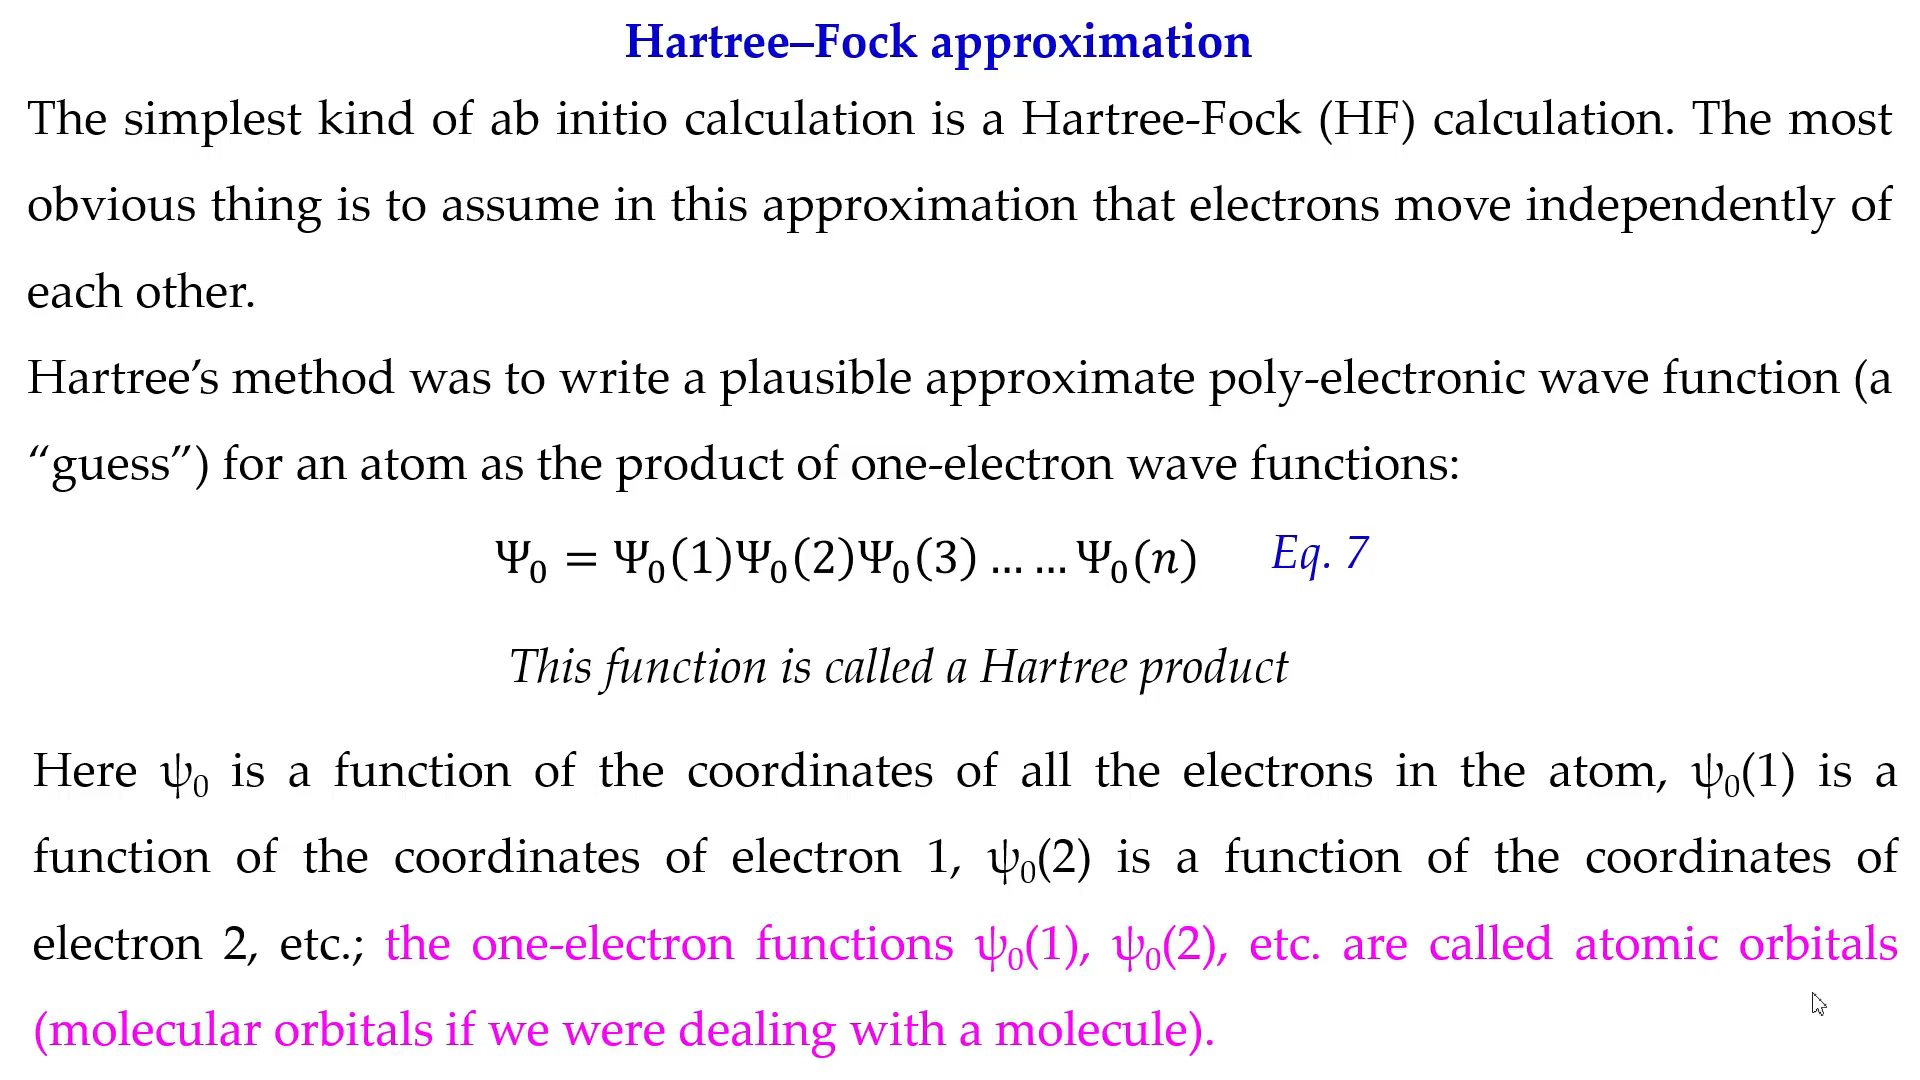 Hartree–Fock approximation
The simplest kind of ab initio calculation is a Hartree-Fock (HF) calculation. The most
obvious thing is to assume in this approximation that electrons move independently of
each other.
Hartree’s method was to write a plausible approximate poly-electronic wave function (a
“guess”) for an atom as the product of one-electron wave functions:
Ψ₀ = Ψ₀(1)Ψ₀(2)Ψ₀(3) … … Ψ₀(n) Eq. 7
This function is called a Hartree product
Here ψ₀ is a function of the coordinates of all the electrons in the atom, ψ₀(1) is a
function of the coordinates of electron 1, ψ₀(2) is a function of the coordinates of
electron 2, etc.; the one-electron functions ψ₀(1), ψ₀(2), etc. are called atomic orbitals
(molecular orbitals if we were dealing with a molecule).